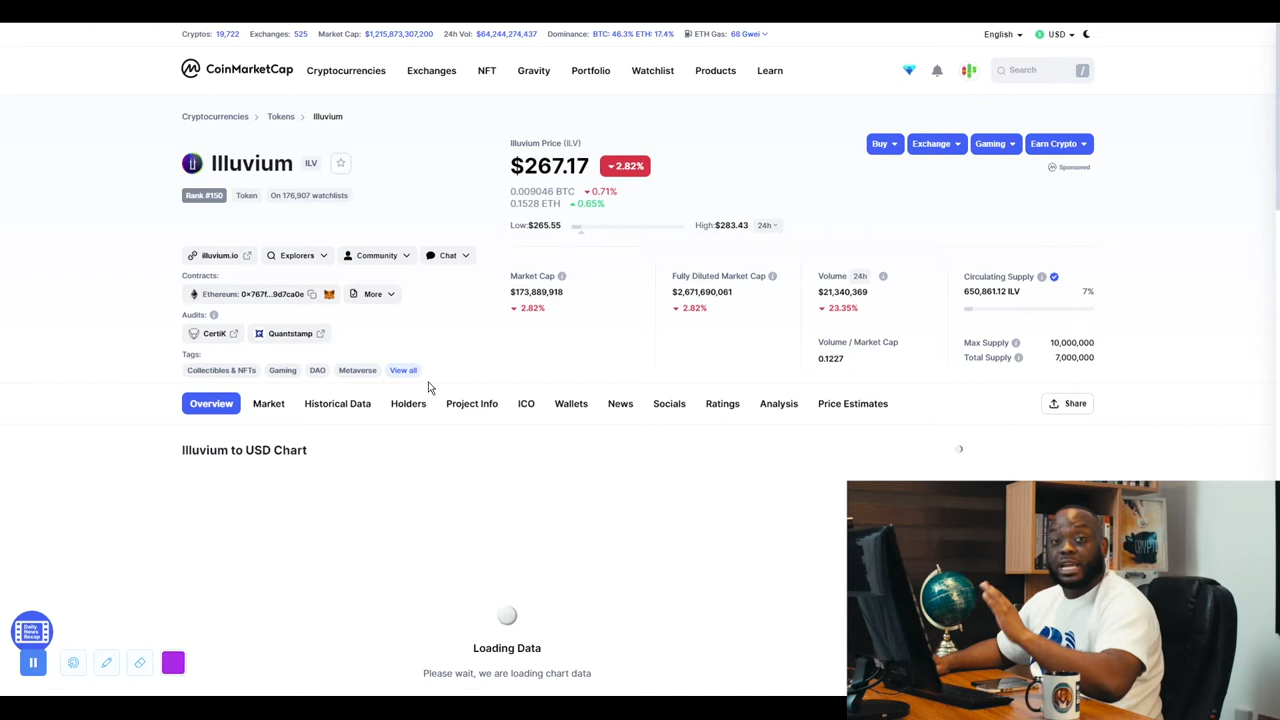 Cryptos: 19,722 Exchanges: 525 Market Cap: $1,215,873,307,200 24h Vol: $64,244,274,437 Dominance: BTC: 46.3% ETH: 17.4% ETH Gas: 68 Gwei English USD
CoinMarketCap Cryptocurrencies Exchanges NFT Gravity Portfolio Watchlist Products Learn Search /
Cryptocurrencies > Tokens > Illuvium
Illuvium ILV
Rank #150 Token On 176,907 watchlists
Illuvium Price (ILV)
$267.17 2.82%
0.009046 BTC 0.71%
0.1528 ETH 0.65%
Low:$265.55 High:$283.43 24h
Buy Exchange Gaming Earn Crypto
Sponsored
illuvium.io Explorers Community Chat
Contracts:
Ethereum: 0x767f...9d7ca0e More
Audits:
CertiK Quantstamp
Tags:
Collectibles & NFTs Gaming DAO Metaverse View all
Market Cap
$173,889,918
2.82%
Fully Diluted Market Cap
$2,671,690,061
2.82%
Volume 24h
$21,340,369
23.35%
Volume / Market Cap
0.1227
Circulating Supply
650,861.12 ILV 7%
Max Supply 10,000,000
Total Supply 7,000,000
Overview Market Historical Data Holders Project Info ICO Wallets News Socials Ratings Analysis Price Estimates Share
Illuvium to USD Chart
Loading Data
Please wait, we are loading chart data
Daily
News
Recap
CRYPTO